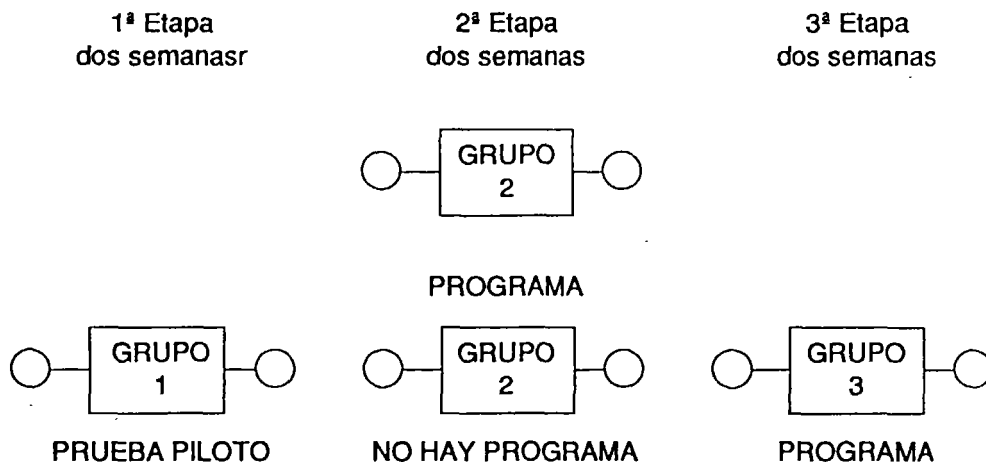 1ª Etapa
dos semanasr
2ª Etapa
dos semanas
3ª Etapa
dos semanas
GRUPO
2
PROGRAMA
GRUPO
1
PRUEBA PILOTO
GRUPO
2
NO HAY PROGRAMA
GRUPO
3
PROGRAMA